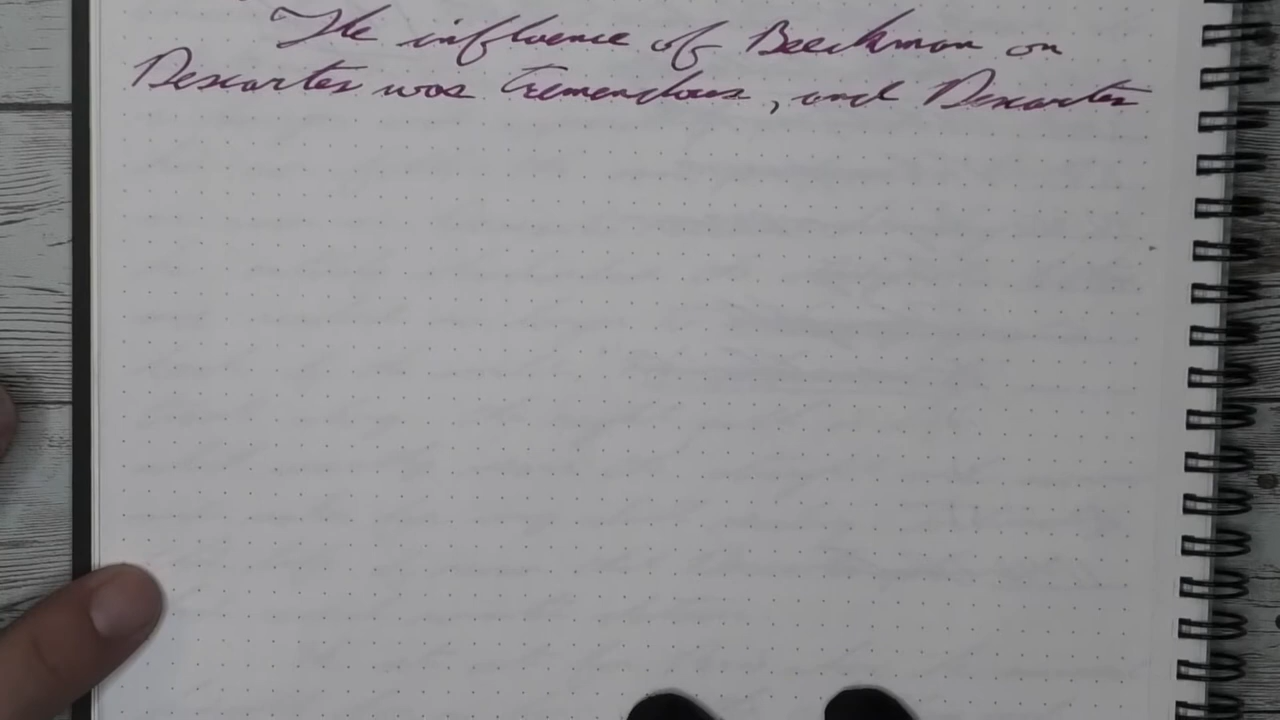 The influence of Beeckman on
Descartes was tremendous, and Descartes